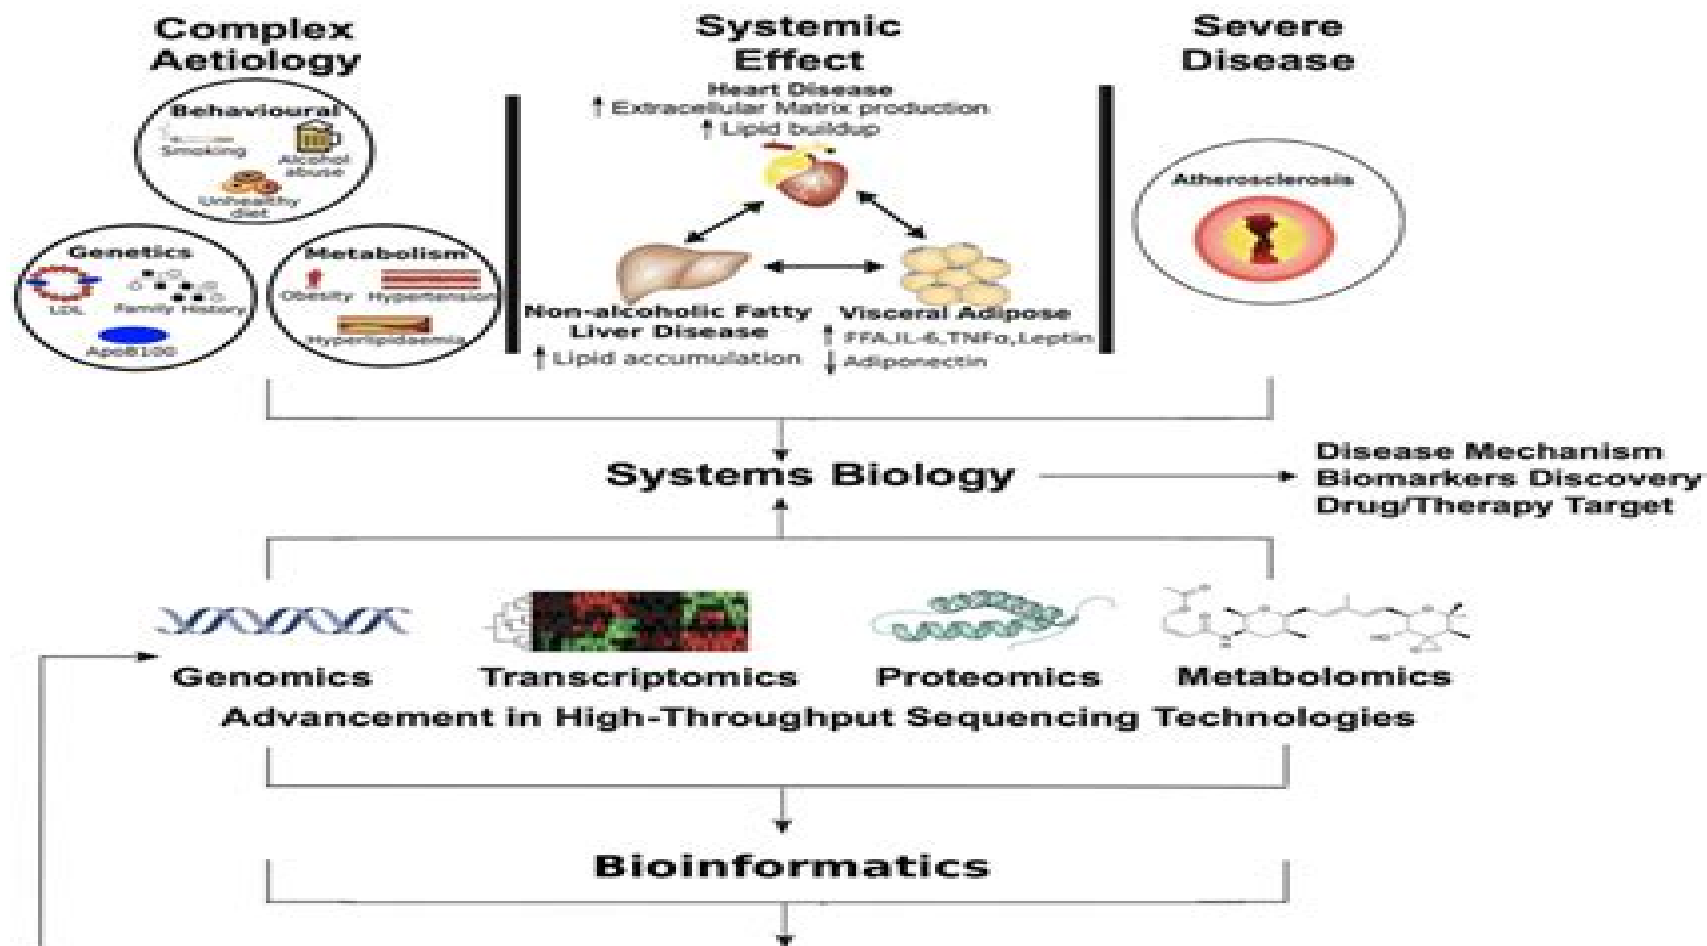 Complex
Aetiology
Behavioural
Smoking
Alcohol
abuse
Unhealthy
diet
Genetics
LDL
Family History
ApoB100
Metabolism
Obesity
Hypertension
Hyperlipidaemia
Systemic
Effect
Heart Disease
↑ Extracellular Matrix production
↑ Lipid buildup
Non-alcoholic Fatty
Liver Disease
↑ Lipid accumulation
Visceral Adipose
↑ FFA,IL-6,TNFα,Leptin
↓ Adiponectin
Severe
Disease
Atherosclerosis
Systems Biology
Disease Mechanism
Biomarkers Discovery
Drug/Therapy Target
Genomics
Transcriptomics
Proteomics
Metabolomics
Advancement in High-Throughput Sequencing Technologies
Bioinformatics